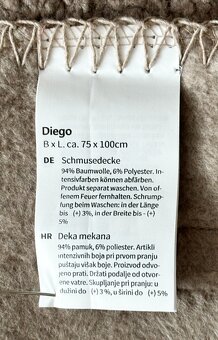 Diego
B x L. ca. 75 x 100cm
DE Schmusedecke
94% Baumwolle, 6% Polyester. In-
tensivfarben können abfärben.
Produkt separat waschen. Von of-
fenem Feuer fernhalten. Schrump-
fung beim Waschen: in der Länge
bis (+) 3%, in der Breite bis - (+)
5%
HR Deka mekana
94% pamuk, 6% poliester. Artikli
intenzivnih boja pri prvom pranju
puštaju višak boje. Proizvod odvo-
jeno prati. Držati podalje od otvore-
ne vatre. Skupljanje pri pranju: u
dužini do (+) 3 %, u širini do (+) 5%